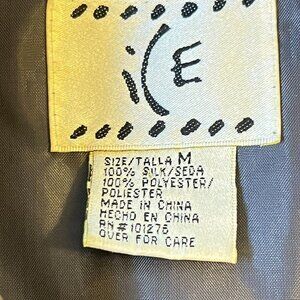 iCE
SIZE/TALLA M
100% SILK/SEDA
100% POLYESTER/
POLIESTER
MADE IN CHINA
HECHO EN CHINA
RN#101276
OVER FOR CARE